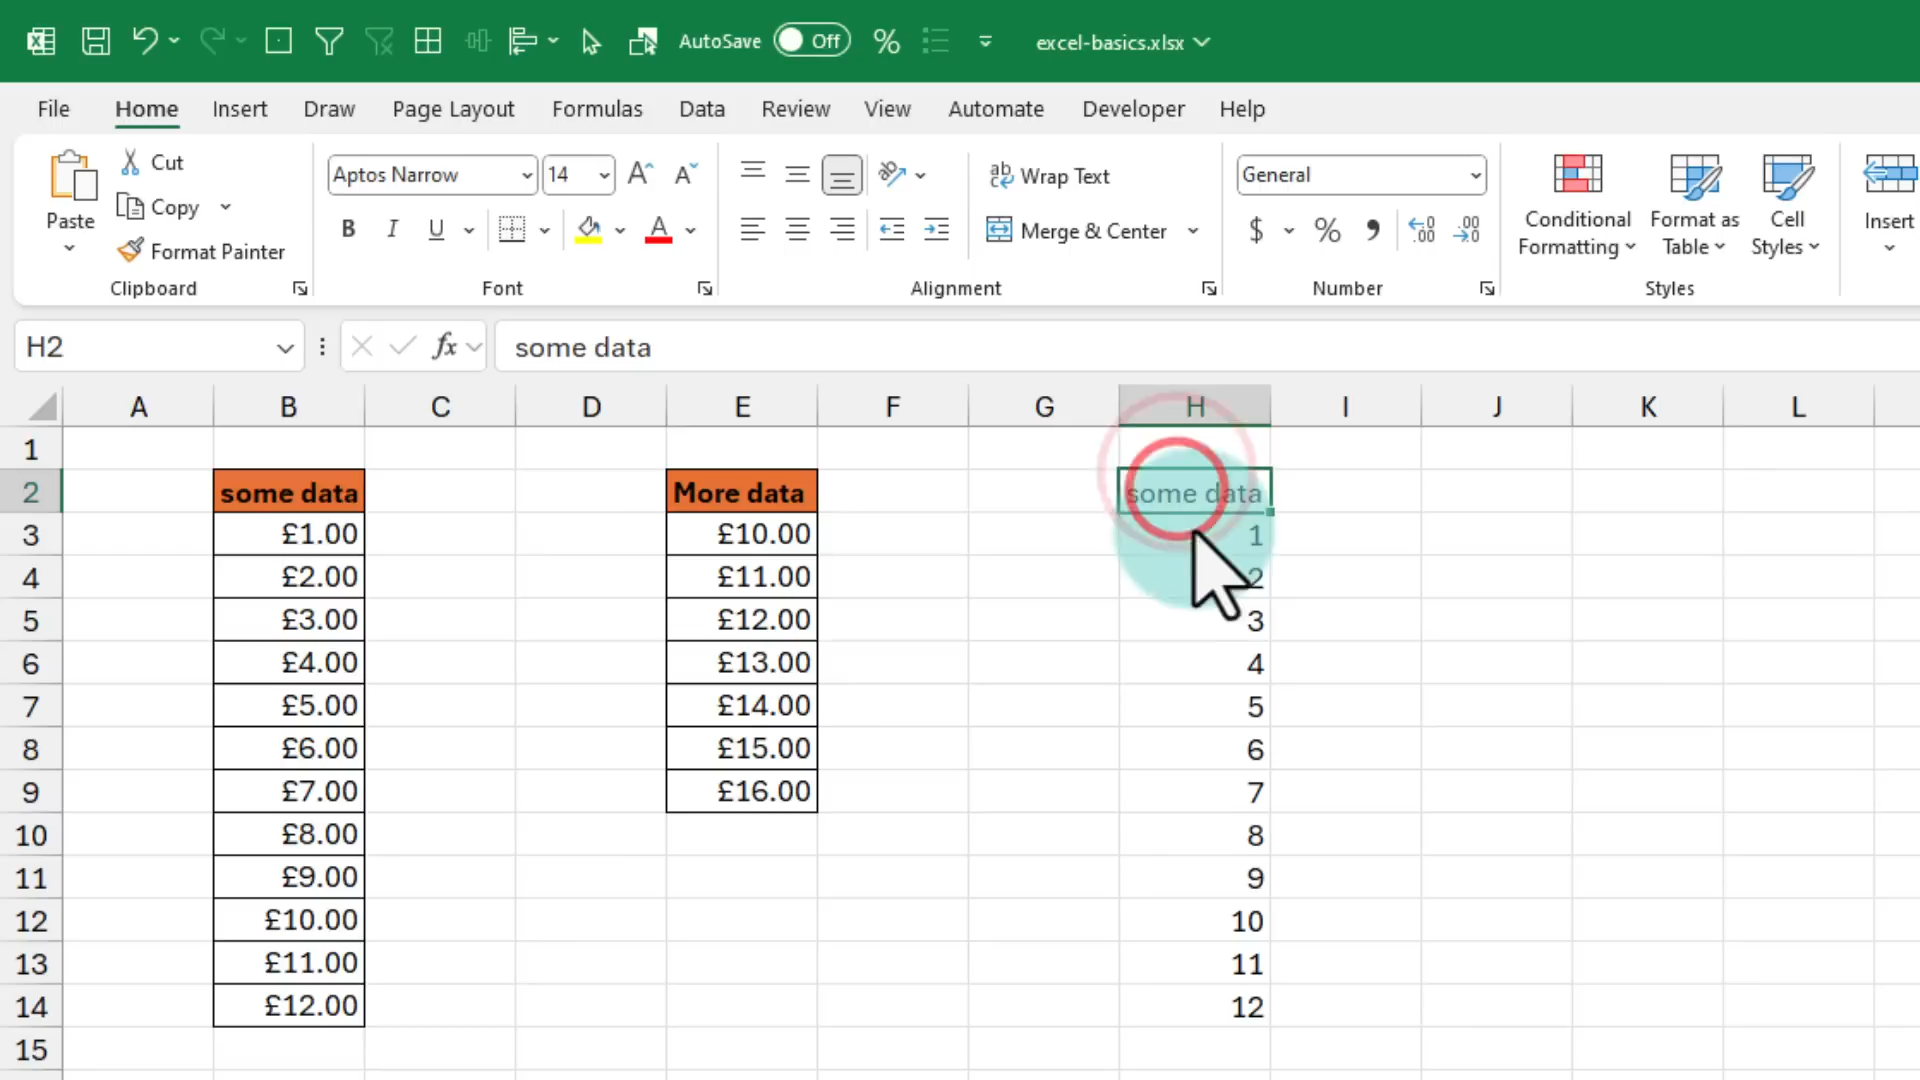 AutoSave Off % excel-basics.xlsx
File Home Insert Draw Page Layout Formulas Data Review View Automate Developer Help
Paste Cut Copy Format Painter
Clipboard
Aptos Narrow 14 A A
B I U A
Font
ab Wrap Text
Merge & Center
Alignment
General
$ % , .00 .00
Number
Conditional Formatting Format as Table Cell Styles
Styles
Insert
H2 fx some data
A B C D E F G H I J K L
1
2 some data More data some data
3 £1.00 £10.00 1
4 £2.00 £11.00 2
5 £3.00 £12.00 3
6 £4.00 £13.00 4
7 £5.00 £14.00 5
8 £6.00 £15.00 6
9 £7.00 £16.00 7
10 £8.00 8
11 £9.00 9
12 £10.00 10
13 £11.00 11
14 £12.00 12
15